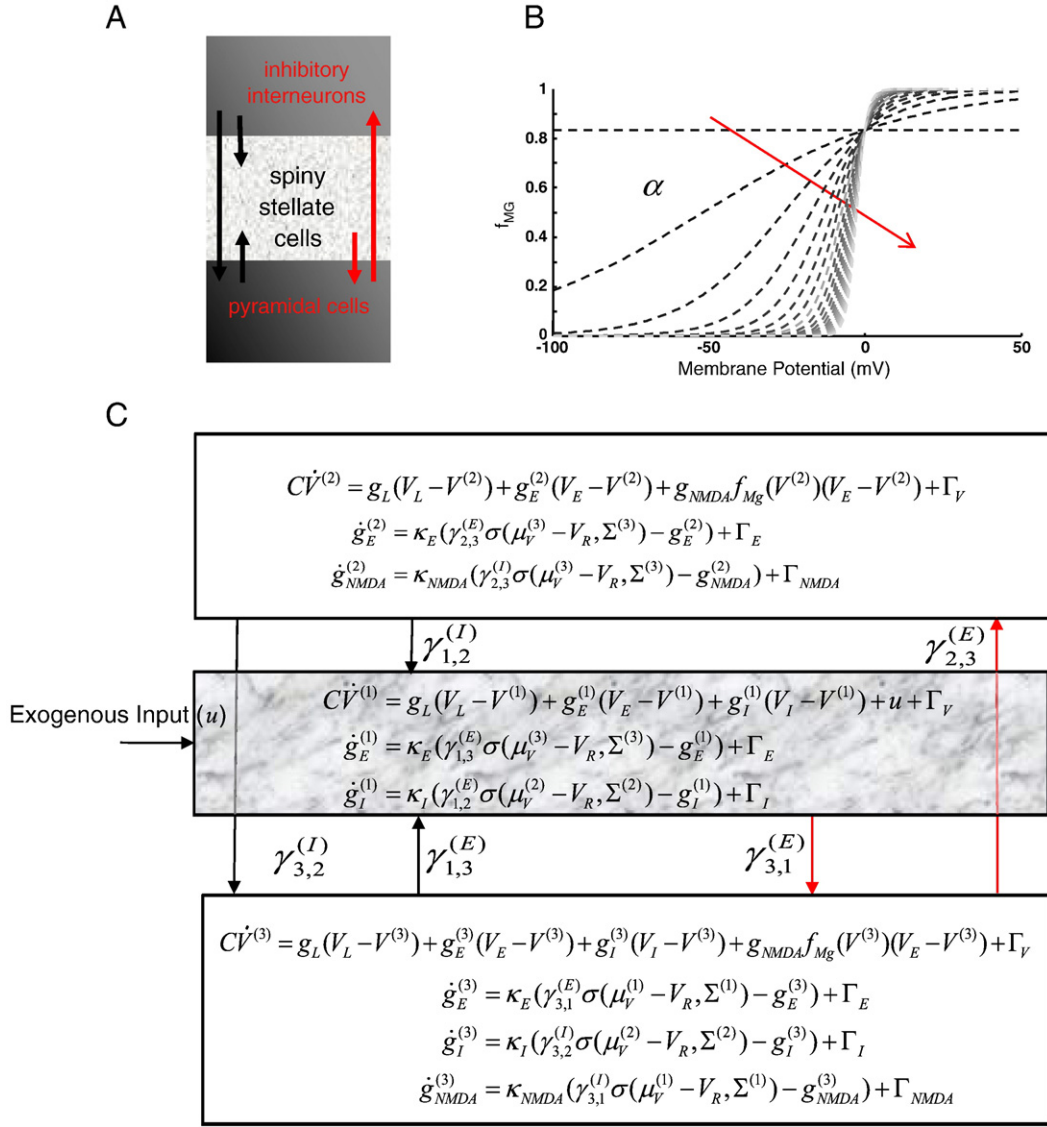 A
inhibitory
interneurons
spiny
stellate
cells
pyramidal cells
B
1
0.8
0.6
0.4
0.2
0
f_MG
α
-100
-50
0
50
Membrane Potential (mV)
C
CV̇^(2) = g_L(V_L − V^(2)) + g_E^(2)(V_E − V^(2)) + g_NMDA f_Mg(V^(2))(V_E − V^(2)) + Γ_V
ġ_E^(2) = κ_E(γ_2,3^(E) σ(μ_V^(3) − V_R, Σ^(3)) − g_E^(2)) + Γ_E
ġ_NMDA^(2) = κ_NMDA(γ_2,3^(I) σ(μ_V^(3) − V_R, Σ^(3)) − g_NMDA^(2)) + Γ_NMDA
γ_1,2^(I)
γ_2,3^(E)
Exogenous Input (u)
CV̇^(1) = g_L(V_L − V^(1)) + g_E^(1)(V_E − V^(1)) + g_I^(1)(V_I − V^(1)) + u + Γ_V
ġ_E^(1) = κ_E(γ_1,3^(E) σ(μ_V^(3) − V_R, Σ^(3)) − g_E^(1)) + Γ_E
ġ_I^(1) = κ_I(γ_1,2^(E) σ(μ_V^(2) − V_R, Σ^(2)) − g_I^(1)) + Γ_I
γ_3,2^(I)
γ_1,3^(E)
γ_3,1^(E)
CV̇^(3) = g_L(V_L − V^(3)) + g_E^(3)(V_E − V^(3)) + g_I^(3)(V_I − V^(3)) + g_NMDA f_Mg(V^(3))(V_E − V^(3)) + Γ_V
ġ_E^(3) = κ_E(γ_3,1^(E) σ(μ_V^(1) − V_R, Σ^(1)) − g_E^(3)) + Γ_E
ġ_I^(3) = κ_I(γ_3,2^(I) σ(μ_V^(2) − V_R, Σ^(2)) − g_I^(3)) + Γ_I
ġ_NMDA^(3) = κ_NMDA(γ_3,1^(I) σ(μ_V^(1) − V_R, Σ^(1)) − g_NMDA^(3)) + Γ_NMDA